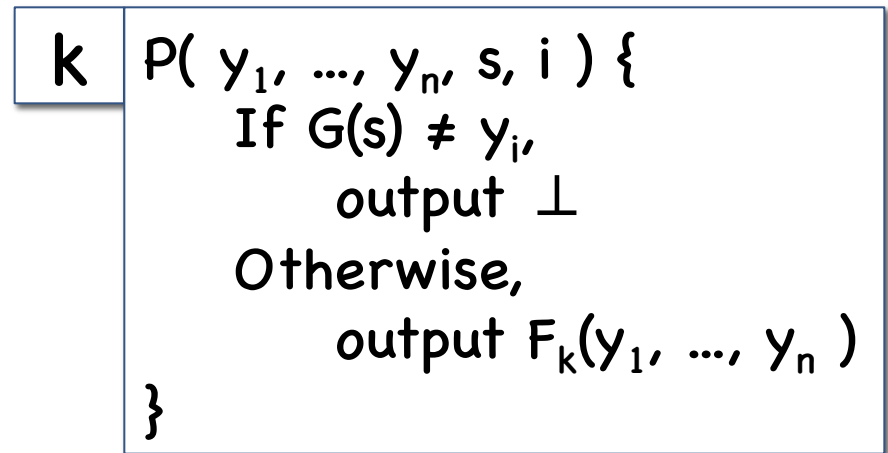 k
P( y₁, ..., yₙ, s, i ) {
If G(s) ≠ yᵢ,
output ⊥
Otherwise,
output Fₖ(y₁, ..., yₙ )
}